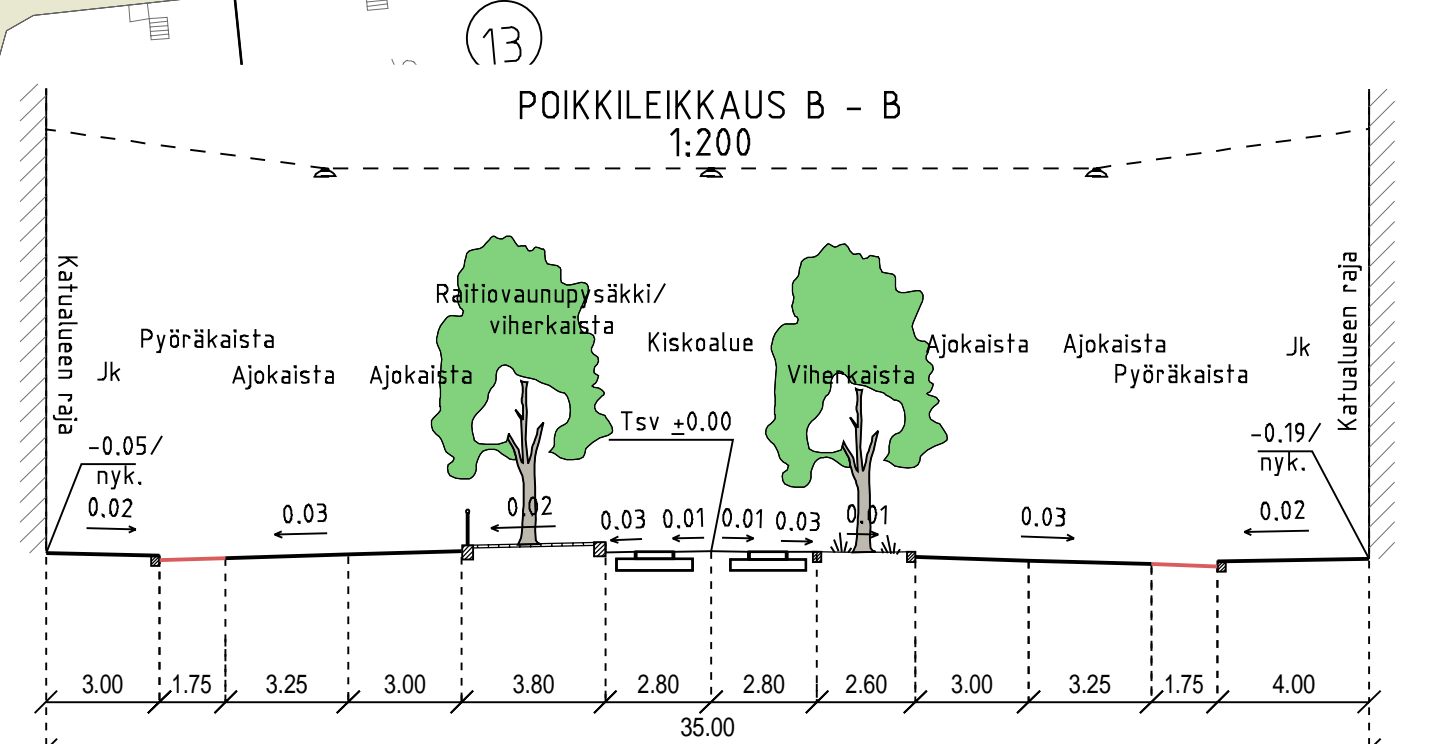 13
POIKKILEIKKAUS B - B
1:200
Katualueen raja
Katualueen raja
Raitiovaunupysäkki/
viherkaista
Pyöräkaista
Kiskoalue
Ajokaista
Ajokaista
Jk
Jk
Ajokaista
Ajokaista
Viherkaista
Pyöräkaista
Tsv ±0.00
-0.05/
nyk.
-0.19/
nyk.
0.02
0.03
0.02
0.03
0.01
0.01
0.03
0.01
0.03
0.02
3.00 1.75 3.25 3.00 3.80 2.80 2.80 2.60 3.00 3.25 1.75 4.00
35.00